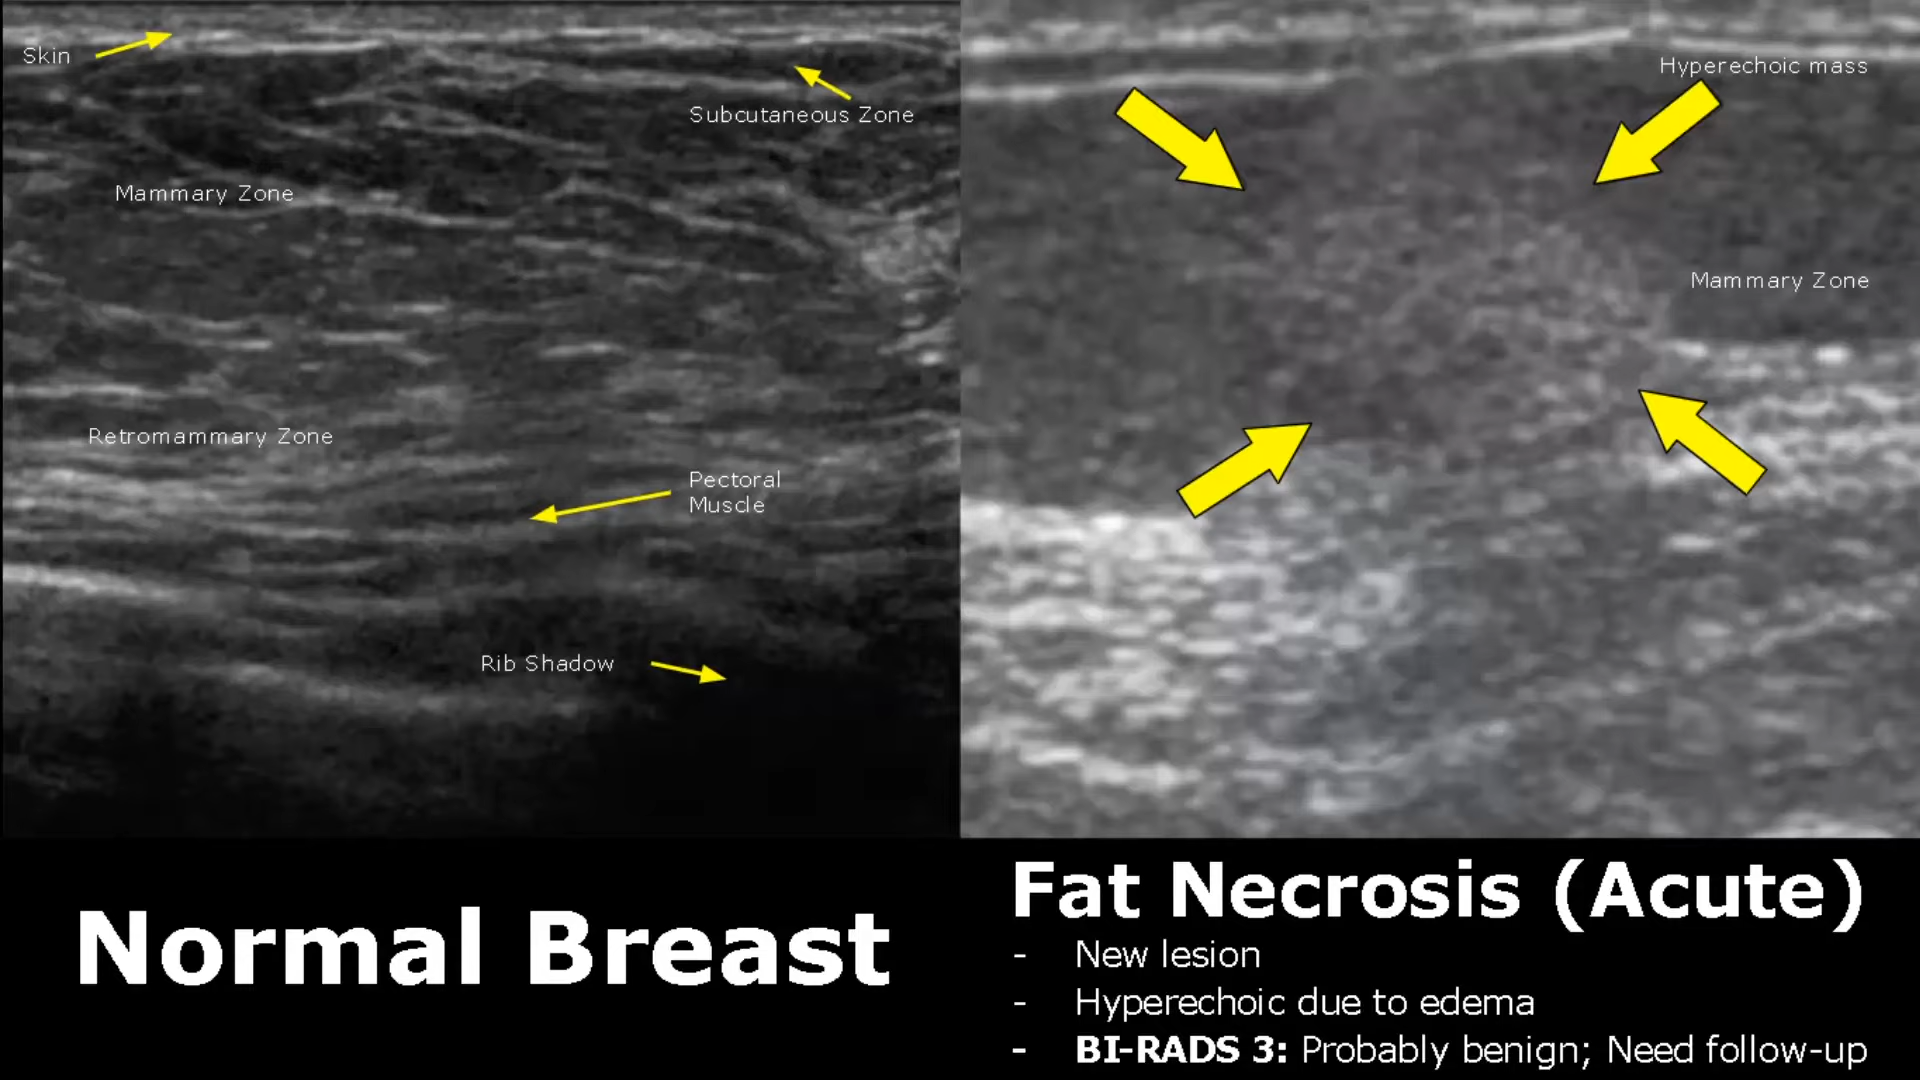 Skin
Subcutaneous Zone
Mammary Zone
Retromammary Zone
Pectoral
Muscle
Rib Shadow
Normal Breast
Hyperechoic mass
Mammary Zone
Fat Necrosis (Acute)
- New lesion
- Hyperechoic due to edema
- BI-RADS 3: Probably benign; Need follow-up